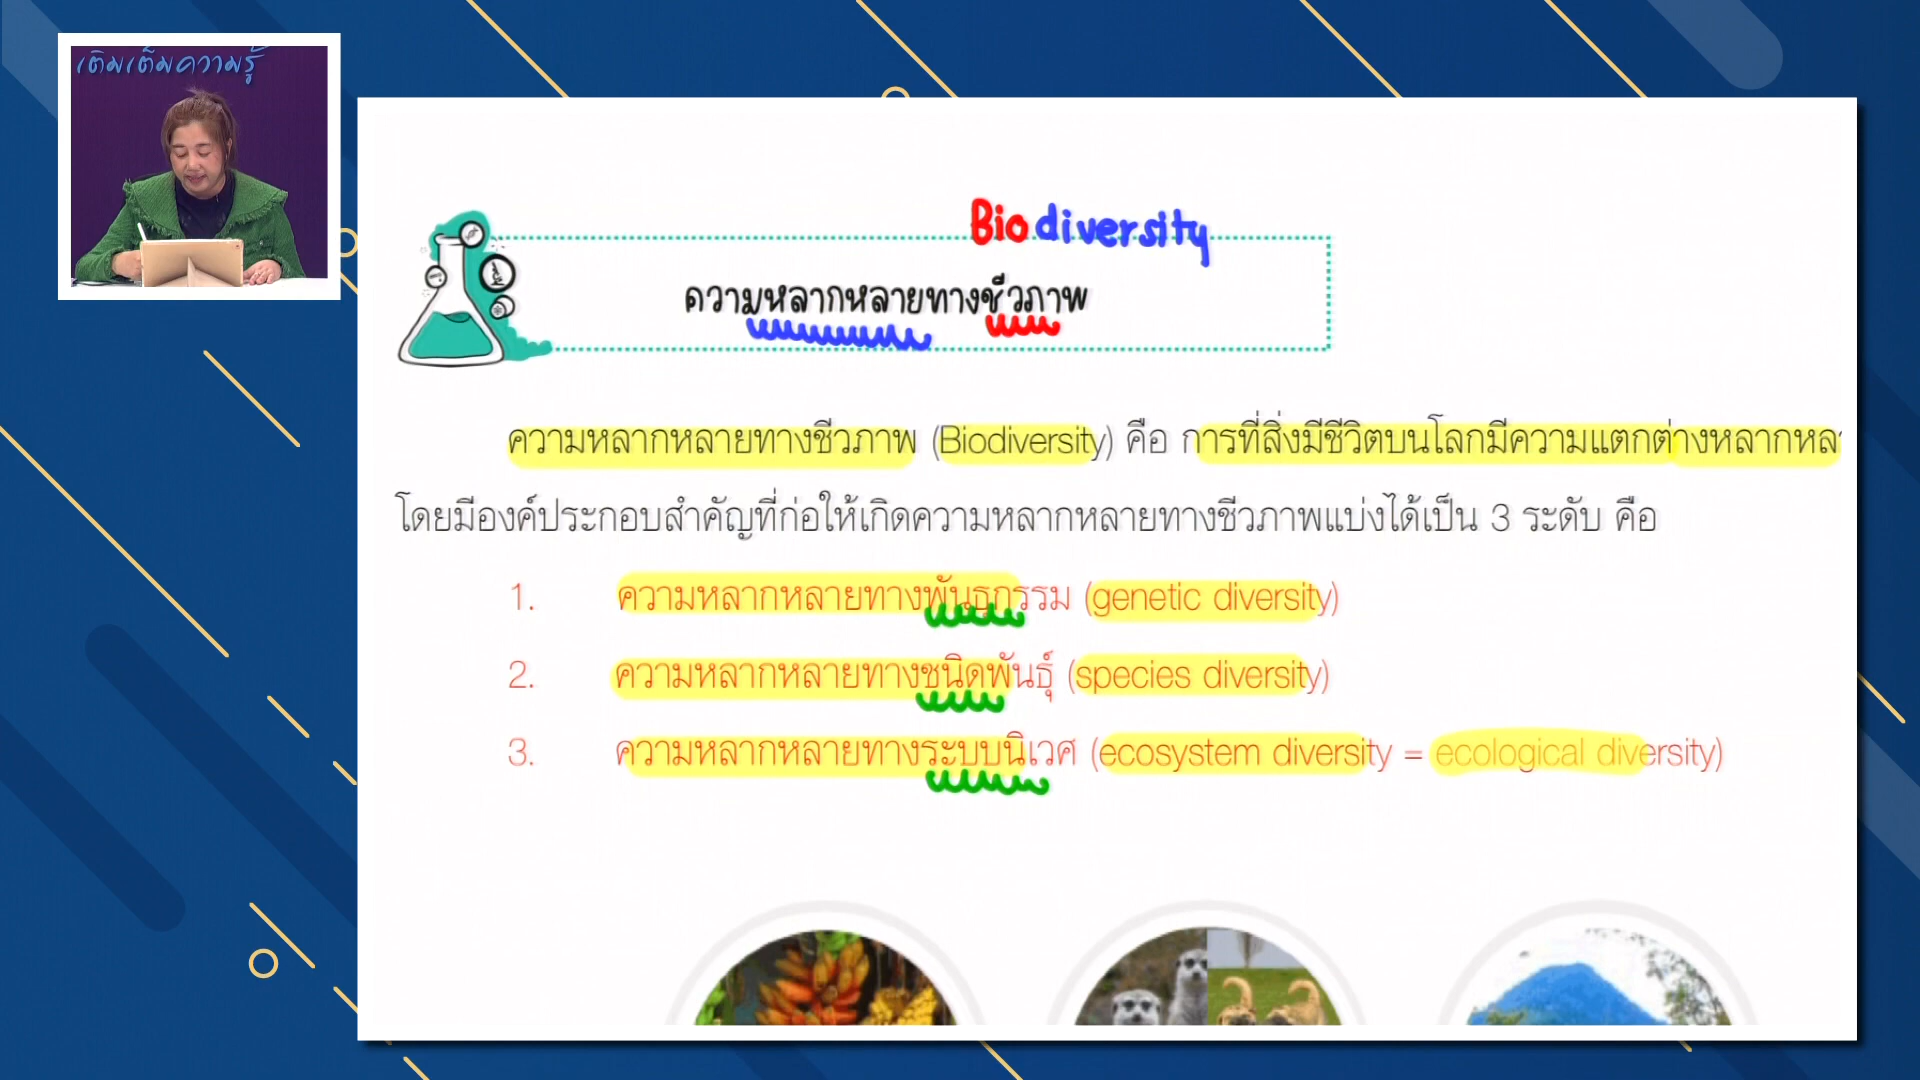 เติมเต็มความรู้
Biodiversity
ความหลากหลายทางชีวภาพ
ความหลากหลายทางชีวภาพ (Biodiversity) คือ การที่สิ่งมีชีวิตบนโลกมีความแตกต่างหลากหล
โดยมีองค์ประกอบสำคัญที่ก่อให้เกิดความหลากหลายทางชีวภาพแบ่งได้เป็น 3 ระดับ คือ
1. ความหลากหลายทางพันธุกรรม (genetic diversity)
2. ความหลากหลายทางชนิดพันธุ์ (species diversity)
3. ความหลากหลายทางระบบนิเวศ (ecosystem diversity = ecological diversity)